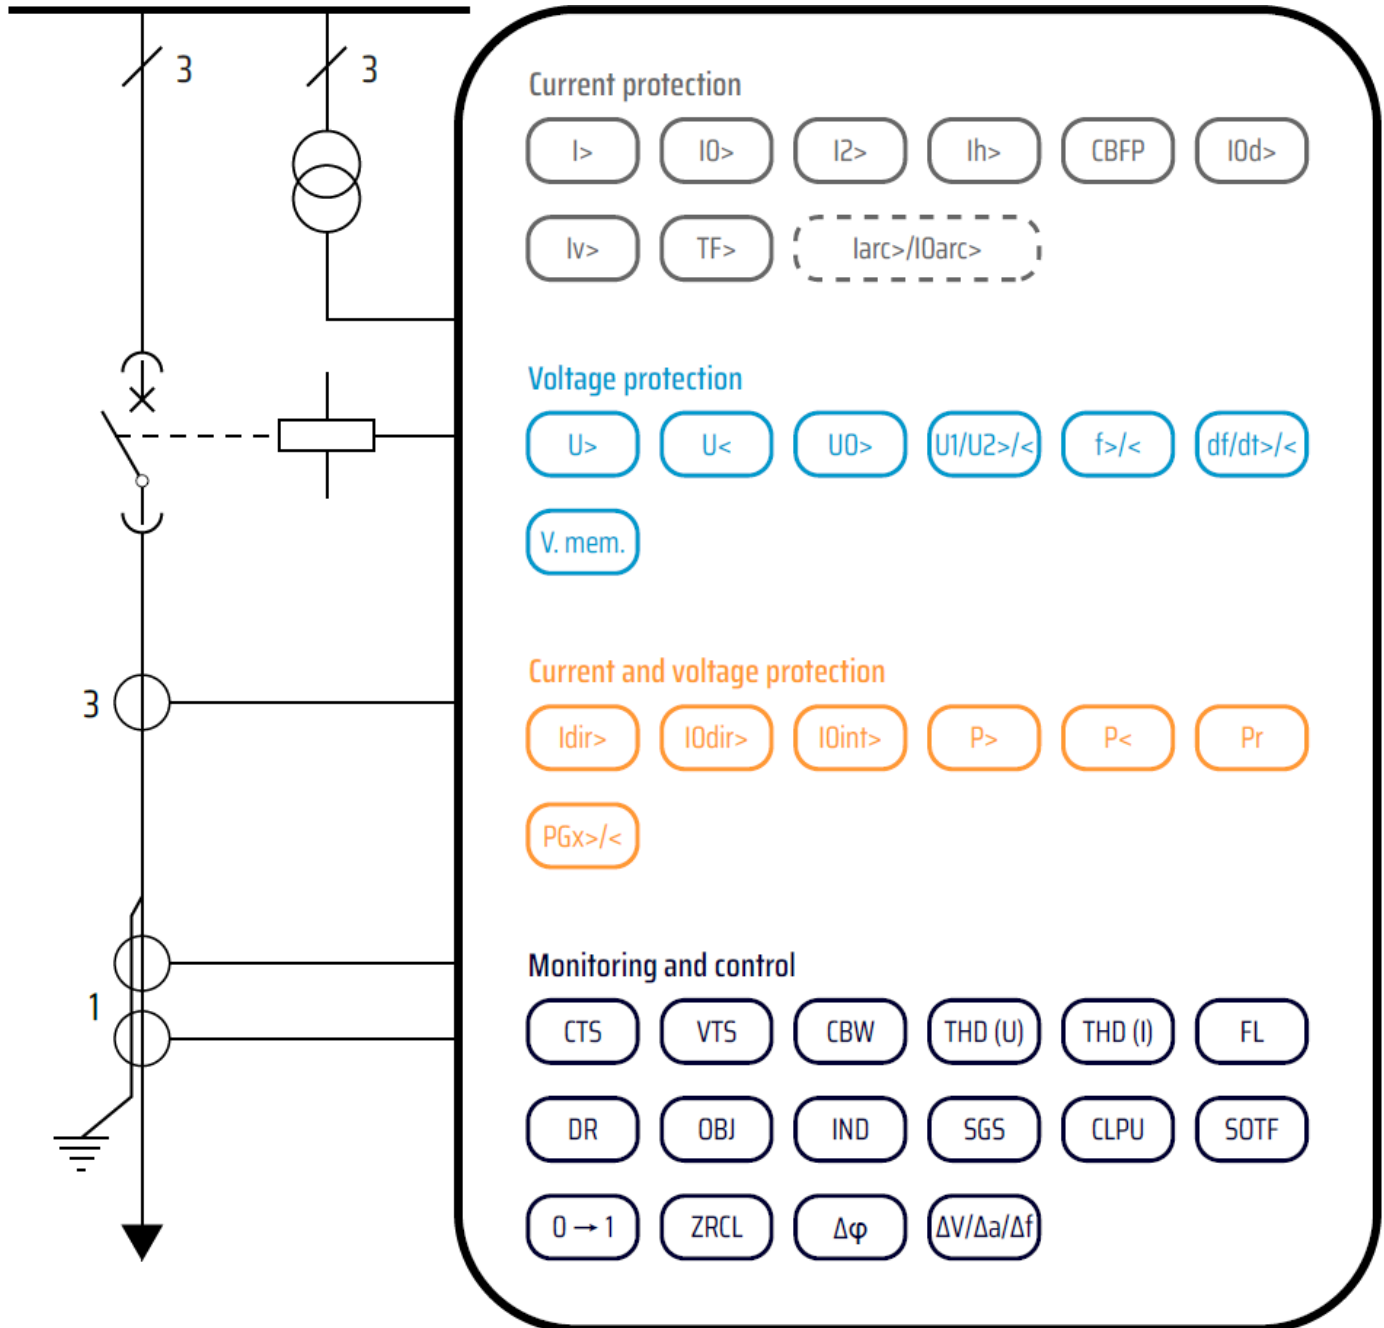 3
3
Current protection
I>
I0>
I2>
Ih>
CBFP
I0d>
Iv>
TF>
Iarc>/I0arc>
Voltage protection
U>
U<
U0>
U1/U2>/<
f>/<
df/dt>/<
V. mem.
Current and voltage protection
3
Idir>
I0dir>
I0int>
P>
P<
Pr
PGx>/<
Monitoring and control
1
CTS
VTS
CBW
THD (U)
THD (I)
FL
DR
OBJ
IND
SGS
CLPU
SOTF
0 → 1
ZRCL
Δφ
ΔV/Δa/Δf